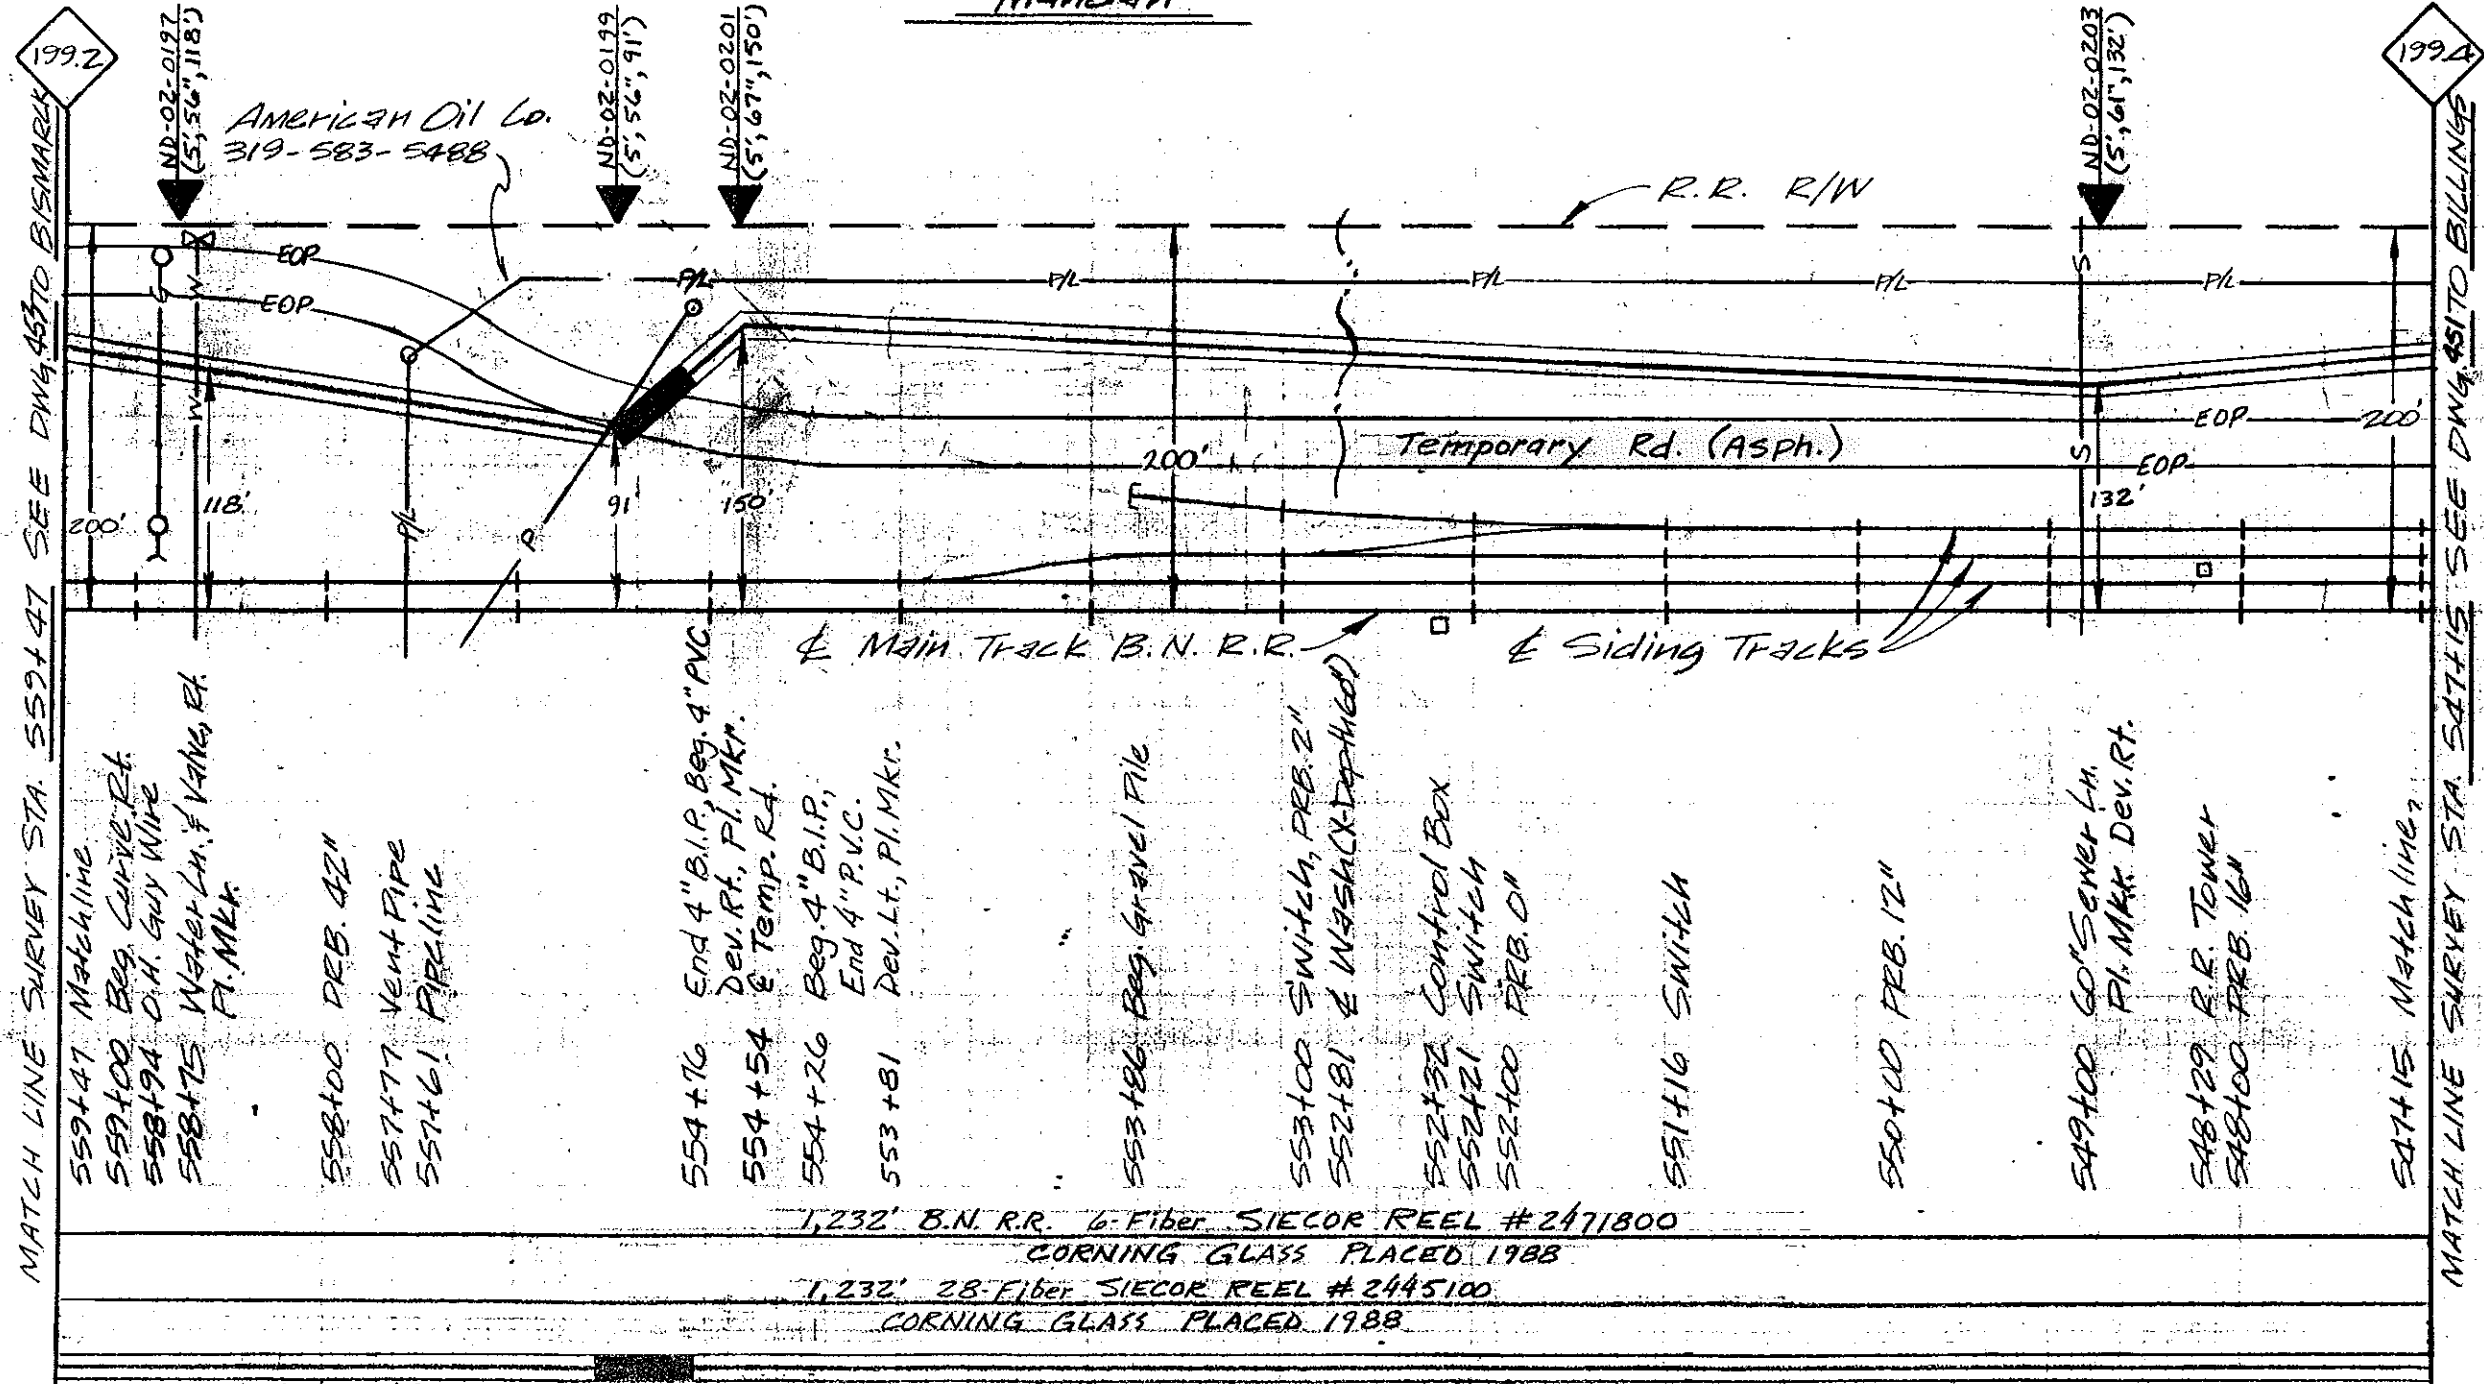 Mandan
199.2
ND-02-0197
(5', 56", 118')
ND-02-0199
(5', 56", 91')
ND-02-0201
(5', 67", 150')
ND-02-0203
(5', 61", 132')
199.4
American Oil Co.
319-583-5488
R.R. R/W
EOP
EOP
G
W
W
P/L
P/L
P/L
P/L
P/L
S
EOP
200'
Temporary Rd. (Asph.)
200'
S
EOP
200'
118'
P/L
P
91'
150'
132'
℄ Main Track B.N. R.R.
℄ Siding Tracks
MATCH LINE SURVEY STA. 559+47 SEE DWG. 453 TO BISMARCK
559+47 Matchline
559+00 Beg. Curve, Rt.
558+94 O.H. Guy Wire
558+75 Water Ln. & Valve, Rt.
Pl. Mkr.
558+00 PRB. 42"
557+77 Vent Pipe
557+61 Pipeline
554+76 End 4" B.I.P., Beg. 4" PVC
Dev. Rt., Pl. Mkr.
554+54 ℄ Temp. Rd.
554+26 Beg. 4" B.I.P.,
End 4" P.V.C.
553+81 Dev. Lt., Pl. Mkr.
553+86 Beg. Gravel Pile
553+00 Switch, PRB. 2"
552+81 ℄ Wash (X-Depth 60")
552+32 Control Box
552+21 Switch
552+00 PRB. 0"
551+16 Switch
550+00 PRB. 12"
549+00 60" Sewer Ln.
Pl. Mkr. Dev. Rt.
548+29 R.R. Tower
548+00 PRB. 16"
547+15 Matchline
MATCH LINE SURVEY STA. 547+15 SEE DWG. 451 TO BILLINGS
1,232' B.N. R.R. 6-Fiber SIECOR REEL #2471800
CORNING GLASS PLACED 1988
1,232' 28-Fiber SIECOR REEL #2445100
CORNING GLASS PLACED 1988